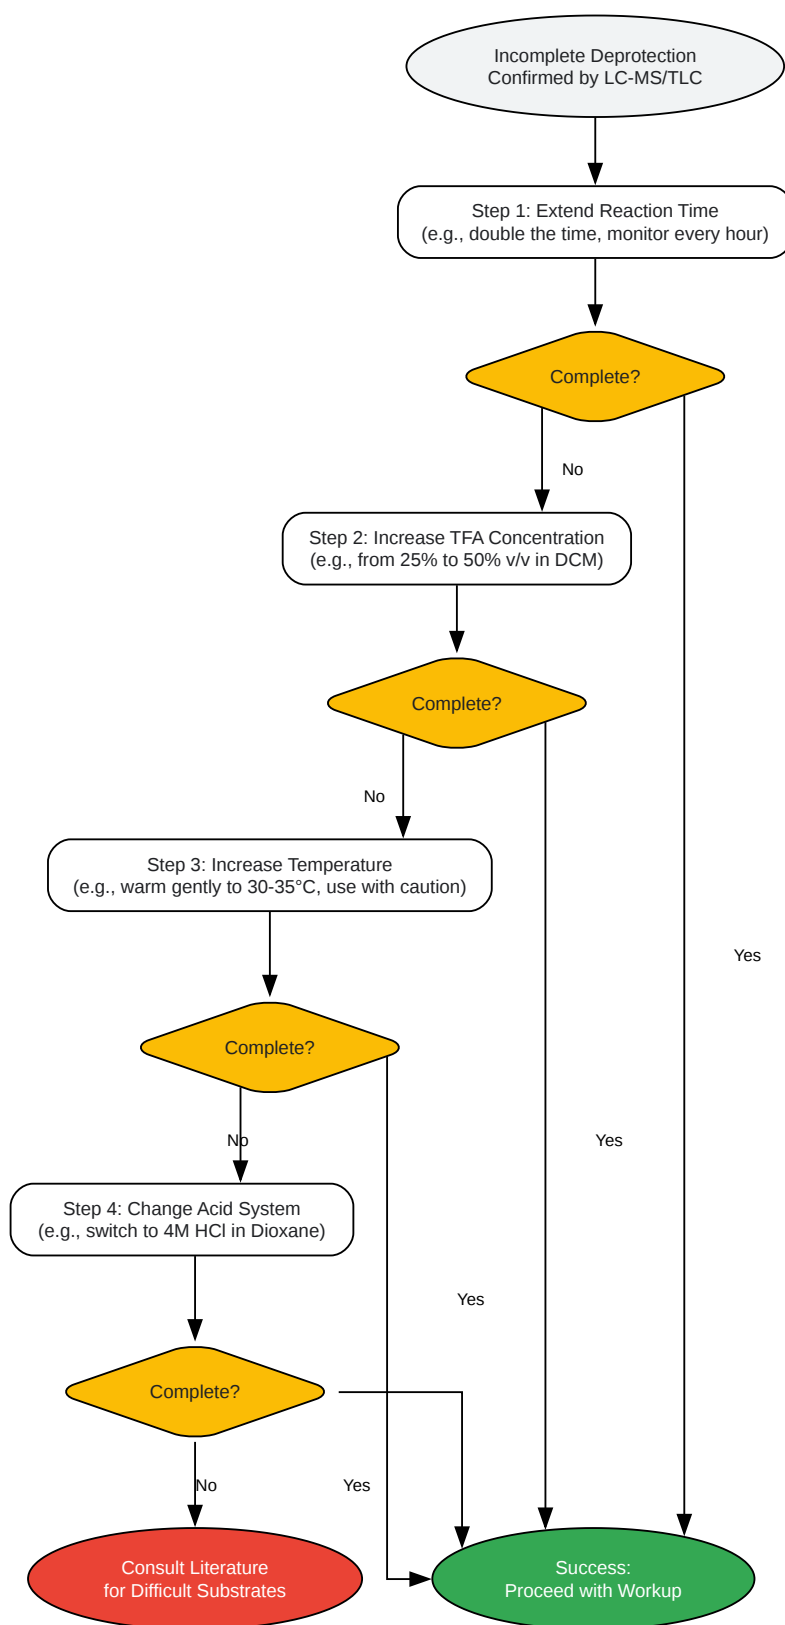 Incomplete Deprotection
Confirmed by LC-MS/TLC
Step 1: Extend Reaction Time
(e.g., double the time, monitor every hour)
Complete?
No
Step 2: Increase TFA Concentration
(e.g., from 25% to 50% v/v in DCM)
Complete?
No
Step 3: Increase Temperature
(e.g., warm gently to 30-35°C, use with caution)
Yes
Complete?
No
Yes
Step 4: Change Acid System
(e.g., switch to 4M HCl in Dioxane)
Yes
Complete?
No
Yes
Consult Literature
for Difficult Substrates
Success:
Proceed with Workup